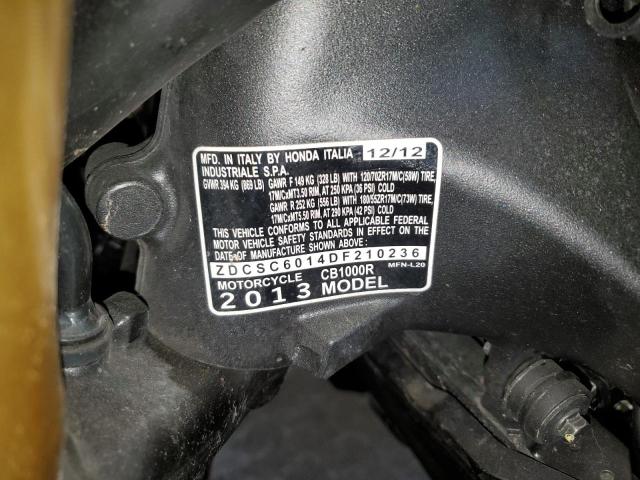 MFD. IN ITALY BY HONDA ITALIA 12/12
INDUSTRIALE S.P.A.
GVWR 394 KG (869 LB) GAWR F 149 KG (328 LB) WITH 120/70ZR17M/C(58W) TIRE,
17M/CxMT3.50 RIM, AT 250 KPA (36 PSI) COLD
GAWR R 252 KG (556 LB) WITH 180/55ZR17M/C(73W) TIRE,
17M/CxMT5.50 RIM, AT 290 KPA (42 PSI) COLD
THIS VEHICLE CONFORMS TO ALL APPLICABLE FEDERAL
MOTOR VEHICLE SAFETY STANDARDS IN EFFECT ON THE
DATE OF MANUFACTURE SHOWN ABOVE.
ZDCSC6014DF210236
MOTORCYCLE CB1000R MFN-L20
2013 MODEL